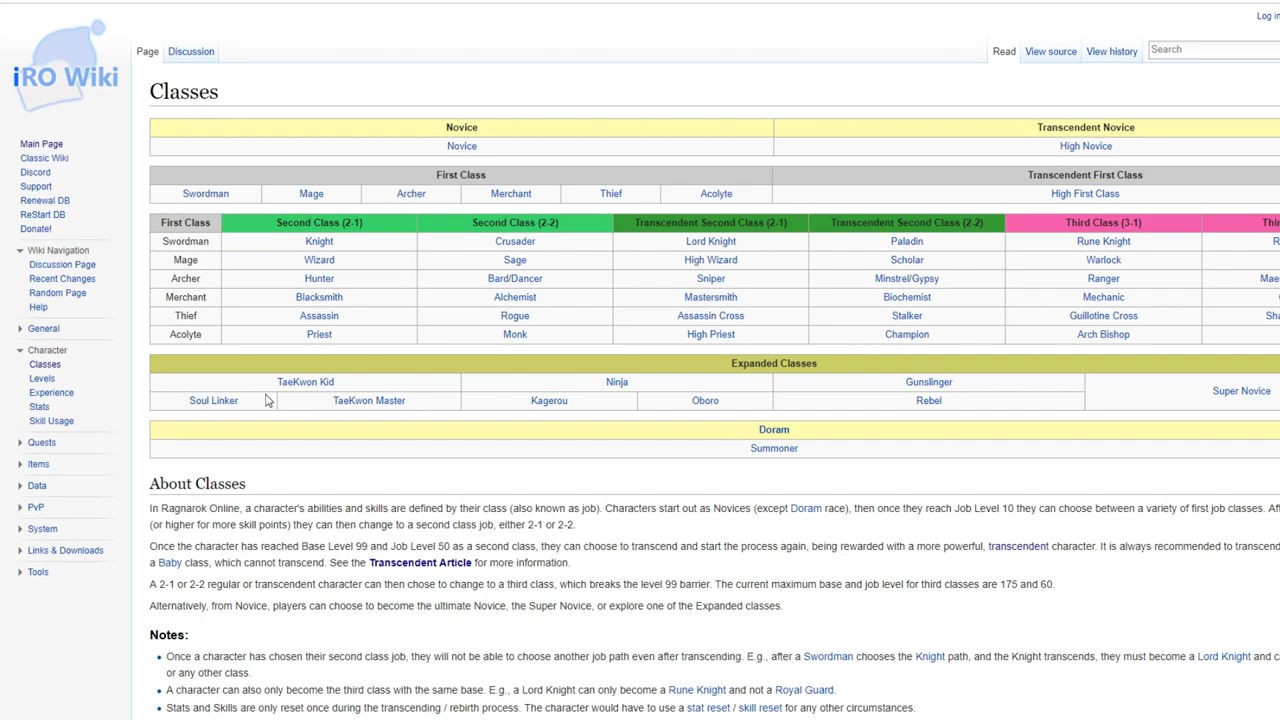 Log in
iRO Wiki
Page Discussion Read View source View history Search
Classes
Main Page
Classic Wiki
Discord
Support
Renewal DB
ReStart DB
Donate!
Wiki Navigation
Discussion Page
Recent Changes
Random Page
Help
General
Character
Classes
Levels
Experience
Stats
Skill Usage
Quests
Items
Data
PvP
System
Links & Downloads
Tools
Novice Transcendent Novice
Novice High Novice
First Class Transcendent First Class
Swordman Mage Archer Merchant Thief Acolyte High First Class
First Class Second Class (2-1) Second Class (2-2) Transcendent Second Class (2-1) Transcendent Second Class (2-2) Third Class (3-1)
Swordman Knight Crusader Lord Knight Paladin Rune Knight
Mage Wizard Sage High Wizard Scholar Warlock
Archer Hunter Bard/Dancer Sniper Minstrel/Gypsy Ranger
Merchant Blacksmith Alchemist Mastersmith Biochemist Mechanic
Thief Assassin Rogue Assassin Cross Stalker Guillotine Cross
Acolyte Priest Monk High Priest Champion Arch Bishop
Expanded Classes
TaeKwon Kid Ninja Gunslinger Super Novice
Soul Linker TaeKwon Master Kagerou Oboro Rebel
Doram
Summoner
About Classes
In Ragnarok Online, a character's abilities and skills are defined by their class (also known as job). Characters start out as Novices (except Doram race), then once they reach Job Level 10 they can choose between a variety of first job classes.
(or higher for more skill points) they can then change to a second class job, either 2-1 or 2-2.
Once the character has reached Base Level 99 and Job Level 50 as a second class, they can choose to transcend and start the process again, being rewarded with a more powerful, transcendent character. It is always recommended to
a Baby class, which cannot transcend. See the Transcendent Article for more information.
A 2-1 or 2-2 regular or transcendent character can then chose to change to a third class, which breaks the level 99 barrier. The current maximum base and job level for third classes are 175 and 60.
Alternatively, from Novice, players can choose to become the ultimate Novice, the Super Novice, or explore one of the Expanded classes.
Notes:
Once a character has chosen their second class job, they will not be able to choose another job path even after transcending. E.g., after a Swordman chooses the Knight path, and the Knight transcends, they must become a Lord Knight and
or any other class.
A character can also only become the third class with the same base. E.g., a Lord Knight can only become a Rune Knight and not a Royal Guard.
Stats and Skills are only reset once during the transcending / rebirth process. The character would have to use a stat reset / skill reset for any other circumstances.